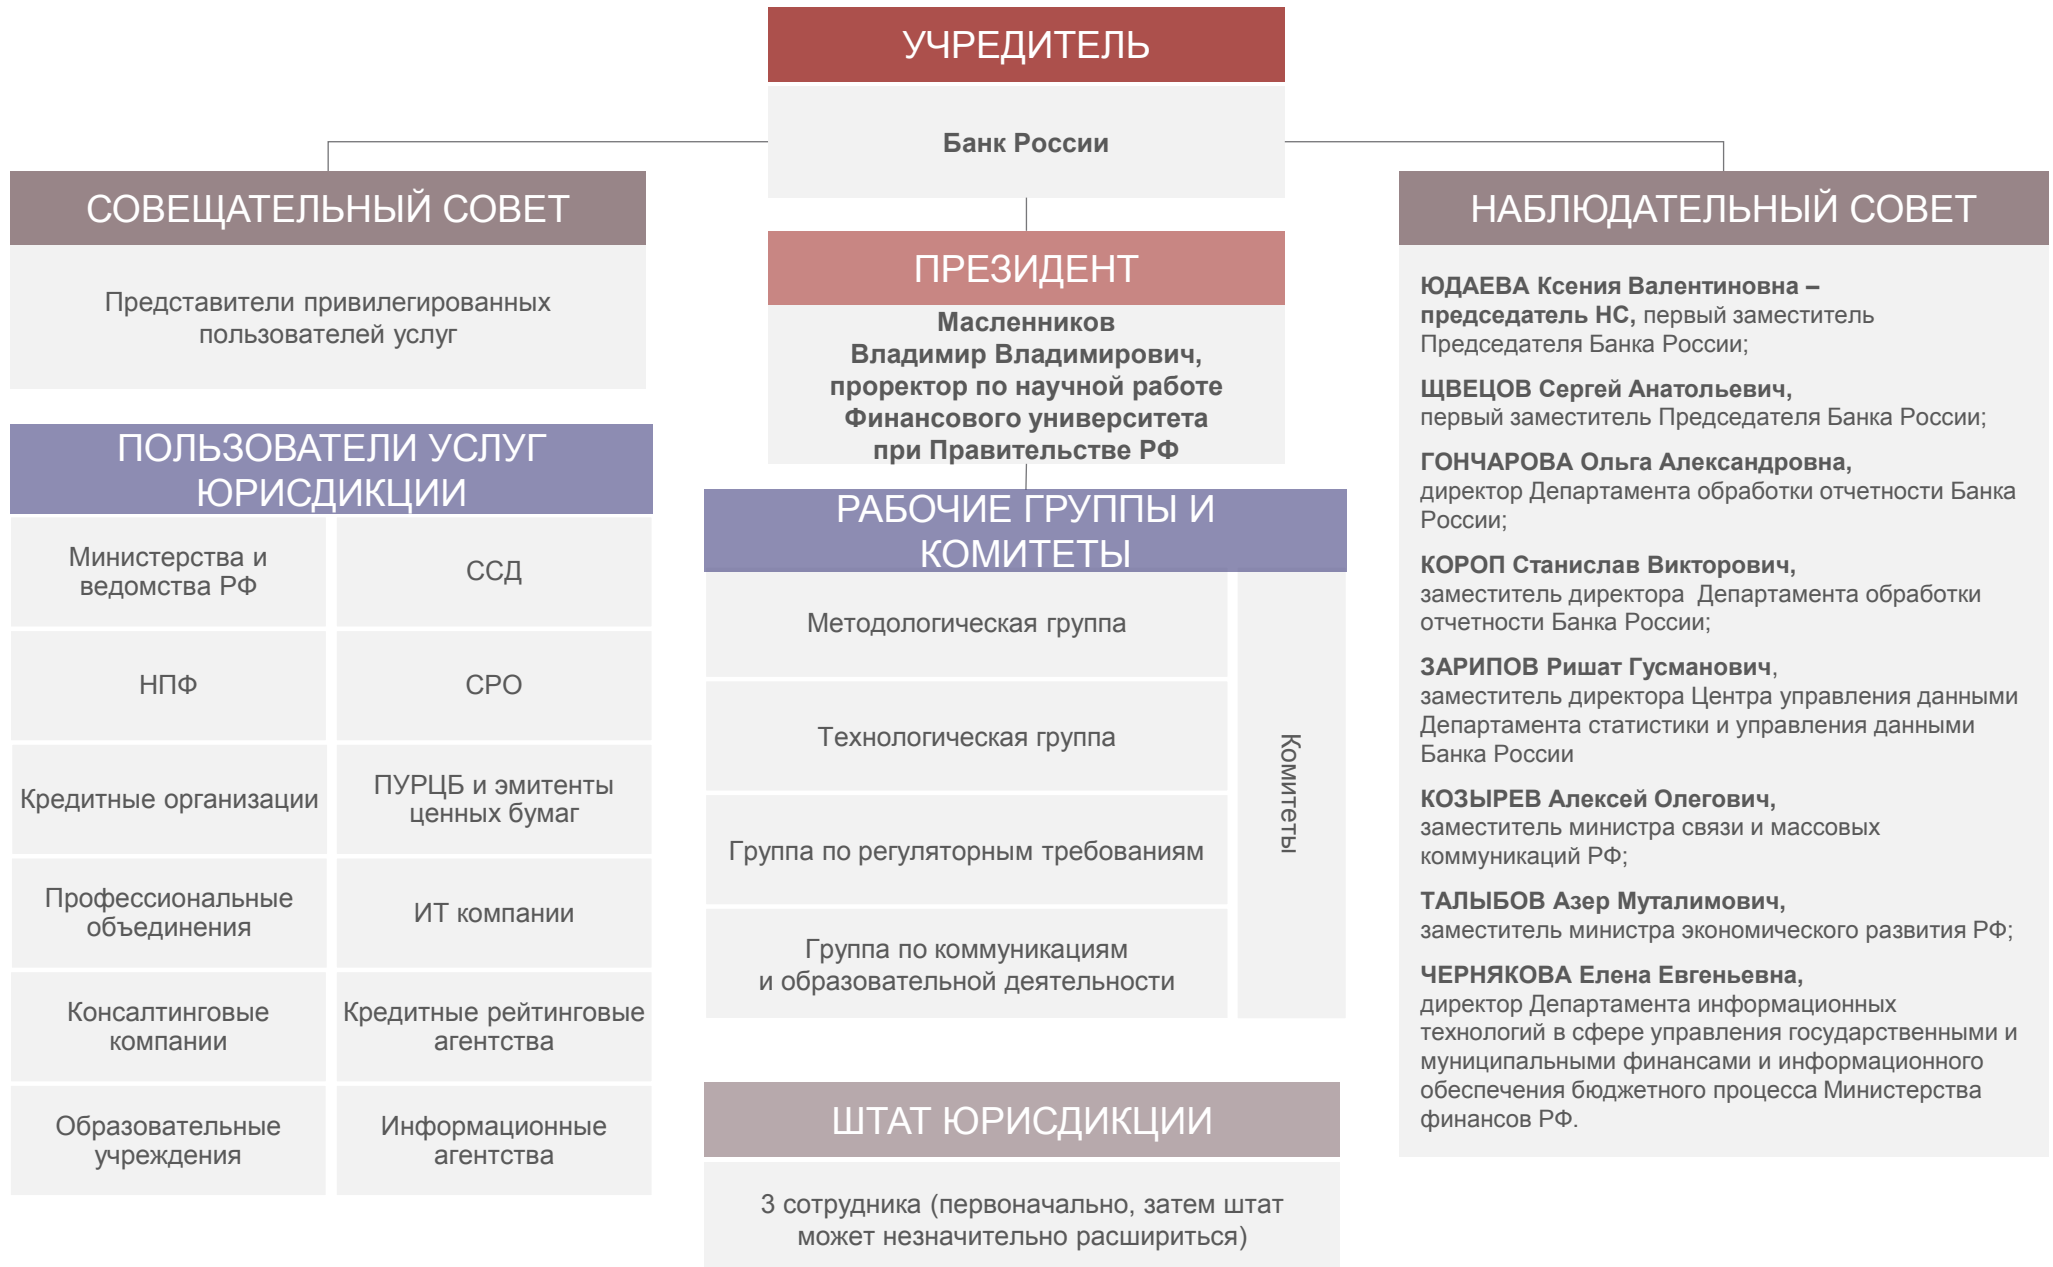 УЧРЕДИТЕЛЬ
Банк России
СОВЕЩАТЕЛЬНЫЙ СОВЕТ
Представители привилегированных
пользователей услуг
ПОЛЬЗОВАТЕЛИ УСЛУГ
ЮРИСДИКЦИИ
Министерства и
ведомства РФ
ССД
НПФ
СРО
Кредитные организации
ПУРЦБ и эмитенты
ценных бумаг
Профессиональные
объединения
ИТ компании
Консалтинговые
компании
Кредитные рейтинговые
агентства
Образовательные
учреждения
Информационные
агентства
ПРЕЗИДЕНТ
Масленников
Владимир Владимирович,
проректор по научной работе
Финансового университета
при Правительстве РФ
РАБОЧИЕ ГРУППЫ И
КОМИТЕТЫ
Методологическая группа
Технологическая группа
Группа по регуляторным требованиям
Группа по коммуникациям
и образовательной деятельности
Комитеты
ШТАТ ЮРИСДИКЦИИ
3 сотрудника (первоначально, затем штат
может незначительно расшириться)
НАБЛЮДАТЕЛЬНЫЙ СОВЕТ
ЮДАЕВА Ксения Валентиновна –
председатель НС, первый заместитель
Председателя Банка России;
ЩВЕЦОВ Сергей Анатольевич,
первый заместитель Председателя Банка России;
ГОНЧАРОВА Ольга Александровна,
директор Департамента обработки отчетности Банка
России;
КОРОП Станислав Викторович,
заместитель директора Департамента обработки
отчетности Банка России;
ЗАРИПОВ Ришат Гусманович,
заместитель директора Центра управления данными
Департамента статистики и управления данными
Банка России
КОЗЫРЕВ Алексей Олегович,
заместитель министра связи и массовых
коммуникаций РФ;
ТАЛЫБОВ Азер Муталимович,
заместитель министра экономического развития РФ;
ЧЕРНЯКОВА Елена Евгеньевна,
директор Департамента информационных
технологий в сфере управления государственными и
муниципальными финансами и информационного
обеспечения бюджетного процесса Министерства
финансов РФ.